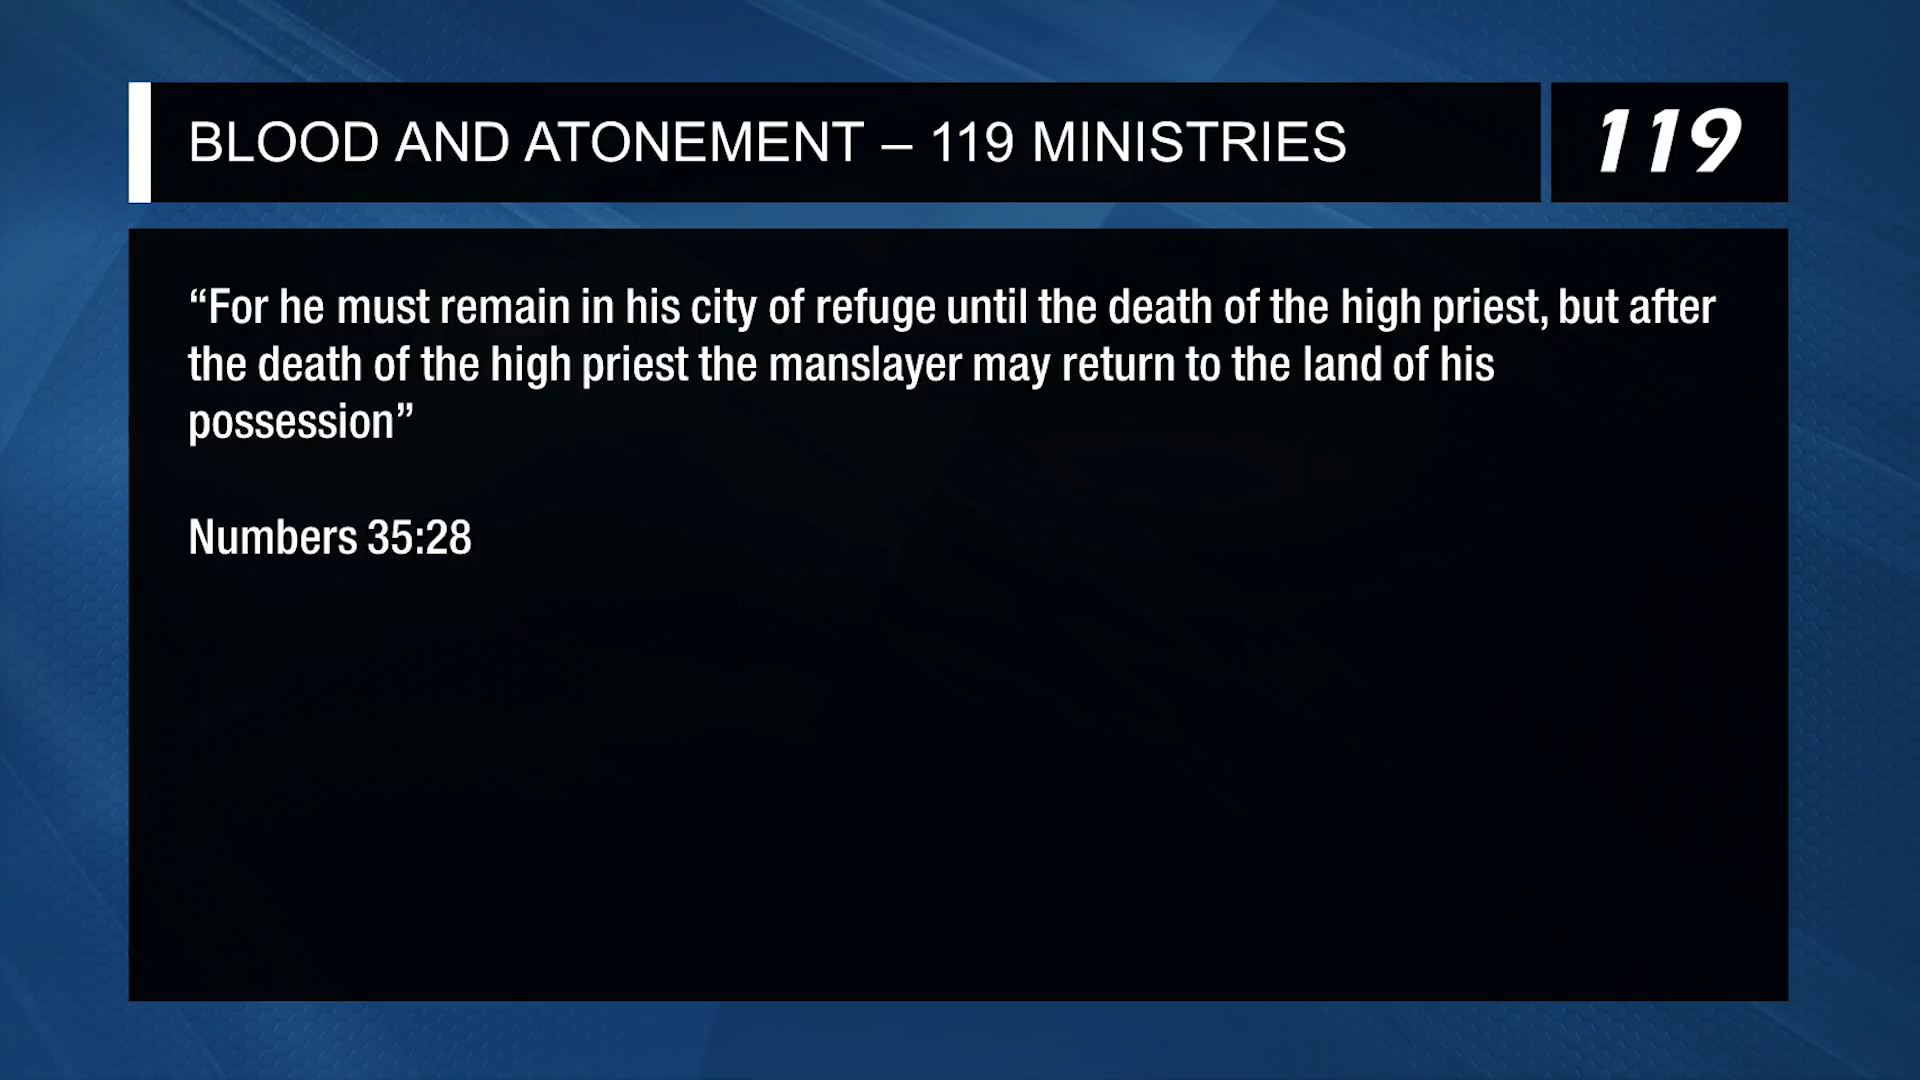 BLOOD AND ATONEMENT – 119 MINISTRIES
119
“For he must remain in his city of refuge until the death of the high priest, but after
the death of the high priest the manslayer may return to the land of his
possession”
Numbers 35:28